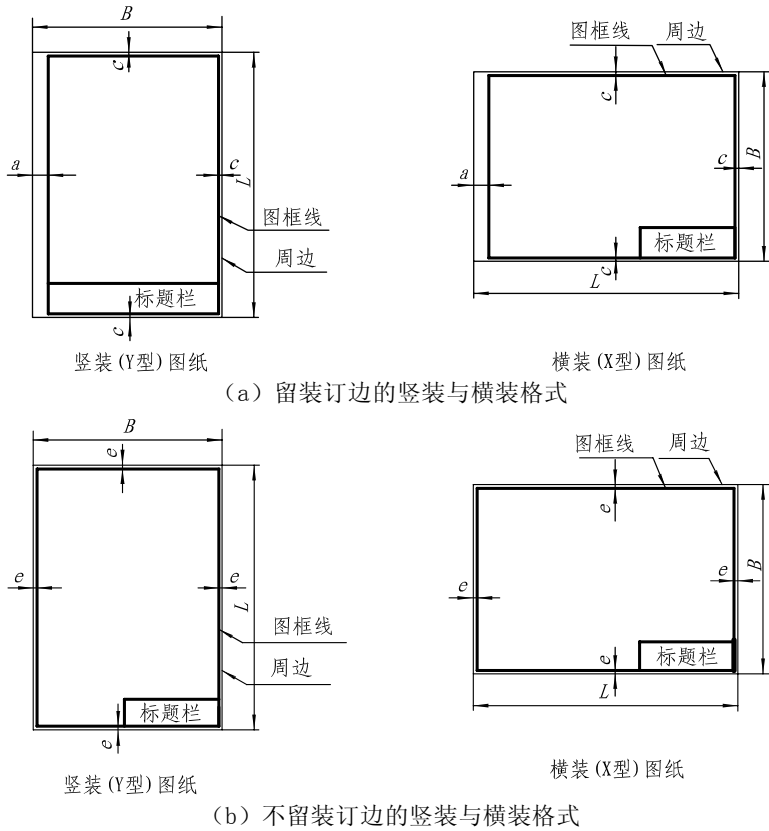 B
c
a
c
L
图框线
周边
标题栏
c
竖装(Y型)图纸
图框线
周边
c
a
c
B
标题栏
c
L
横装(X型)图纸
(a)留装订边的竖装与横装格式
B
e
e
e
L
图框线
周边
标题栏
e
竖装(Y型)图纸
图框线
周边
e
e
e
B
e
标题栏
L
横装(X型)图纸
(b)不留装订边的竖装与横装格式